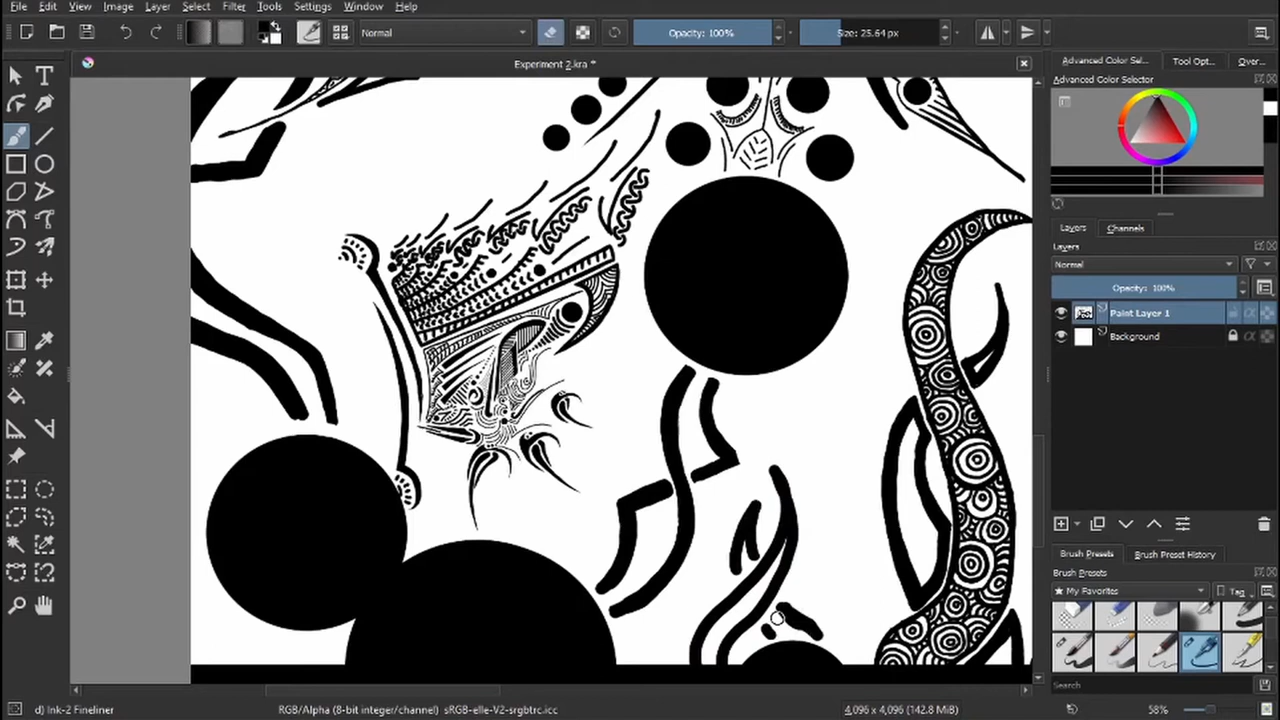 File Edit View Image Layer Select Filter Tools Settings Window Help
Normal
Opacity: 100%
Size: 25.64 px
Experiment 2.kra *
Advanced Color Sel...
Tool Opt...
Over...
Advanced Color Selector
Layers
Channels
Layers
Normal
Opacity: 100%
Paint Layer 1
Background
Brush Presets
Brush Preset History
Brush Presets
★ My Favorites
Tag
Search
d) Ink-2 Fineliner
RGB/Alpha (8-bit integer/channel) sRGB-elle-V2-srgbtrc.icc
4,096 x 4,096 (142.8 MiB)
58%